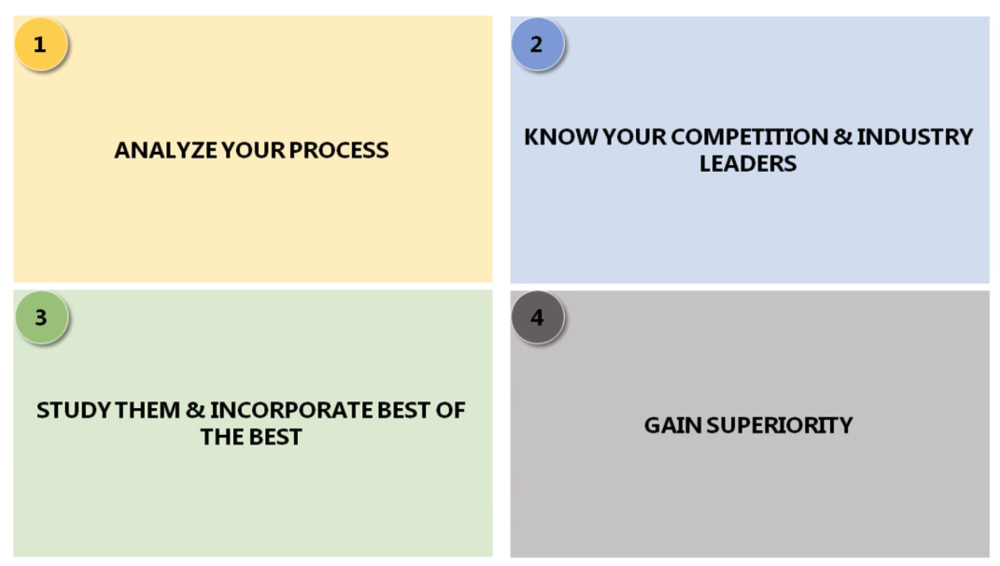 1
ANALYZE YOUR PROCESS
2
KNOW YOUR COMPETITION & INDUSTRY
LEADERS
3
STUDY THEM & INCORPORATE BEST OF
THE BEST
4
GAIN SUPERIORITY